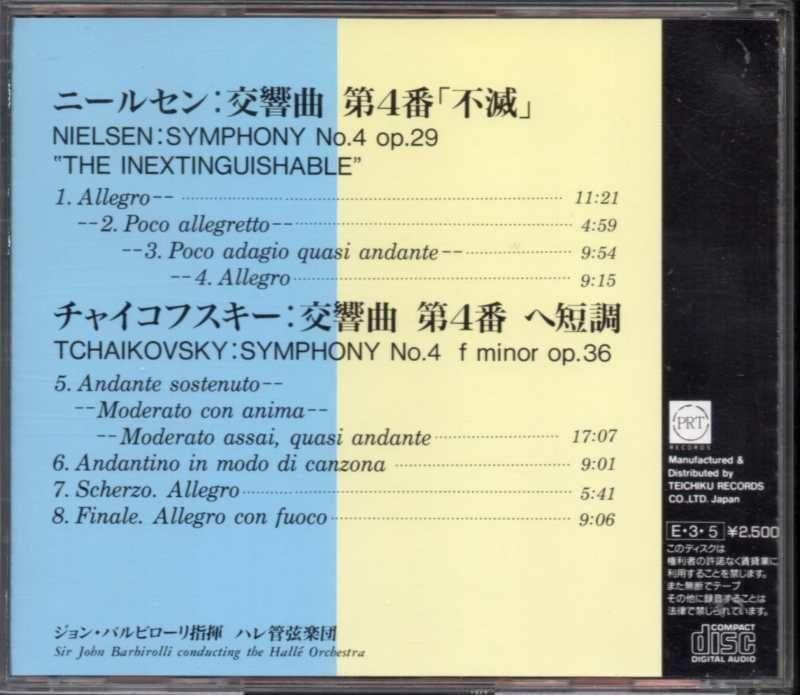 ニールセン：交響曲 第4番「不滅」
NIELSEN：SYMPHONY No.4 op.29
"THE INEXTINGUISHABLE"
1. Allegro-- 11:21
--2. Poco allegretto-- 4:59
--3. Poco adagio quasi andante-- 9:54
--4. Allegro 9:15
チャイコフスキー：交響曲 第4番 ヘ短調
TCHAIKOVSKY：SYMPHONY No.4 f minor op.36
5. Andante sostenuto--
--Moderato con anima--
--Moderato assai, quasi andante 17:07
6. Andantino in modo di canzona 9:01
7. Scherzo. Allegro 5:41
8. Finale. Allegro con fuoco 9:06
ジョン・バルビローリ指揮 ハレ管弦楽団
Sir John Barbirolli conducting the Hallé Orchestra
PRT
RECORDS
Manufactured &
Distributed by
TEICHIKU RECORDS
CO.,LTD. Japan
E・3・5 ¥2,500
このディスクは
権利者の許諾なく賃貸業に
利用することを禁じます。
また無断でテープ
その他に録音することは
法律で禁じられています。
COMPACT
disc
DIGITAL AUDIO